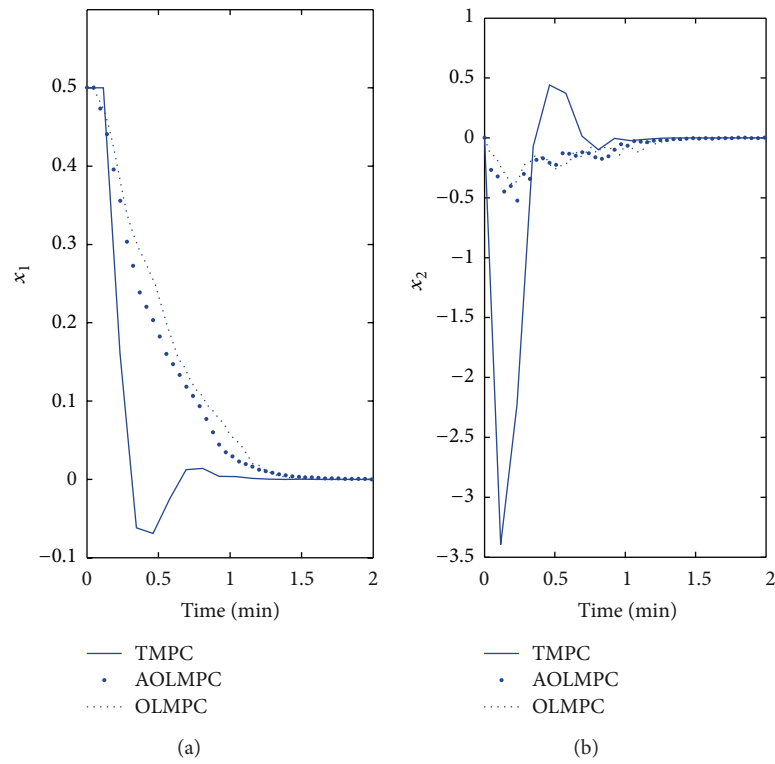 0.5
0.4
0.3
0.2
0.1
0
−0.1
x1
0 0.5 1 1.5 2
Time (min)
TMPC
AOLMPC
OLMPC
(a)
1
0.5
0
−0.5
−1
−1.5
−2
−2.5
−3
−3.5
x2
0 0.5 1 1.5 2
Time (min)
TMPC
AOLMPC
OLMPC
(b)